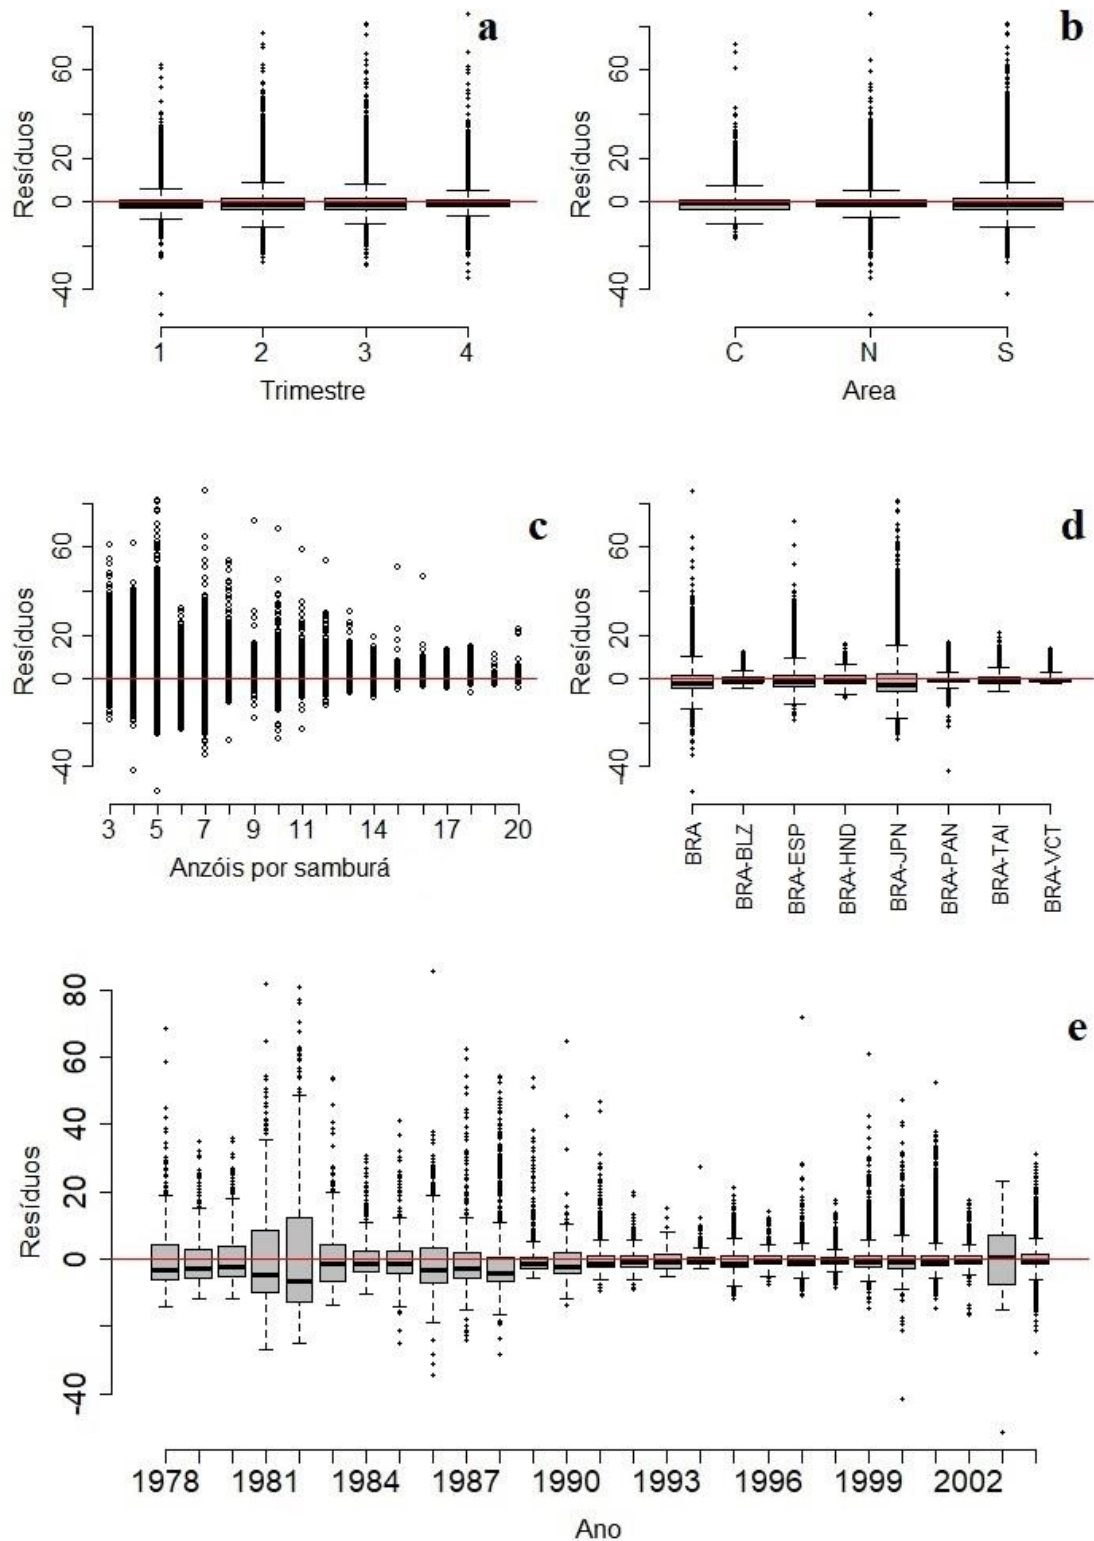 a
Resíduos
60
20
0
-40
1
2
3
4
Trimestre
b
Resíduos
60
20
0
-40
C
N
S
Area
c
Resíduos
60
20
0
-40
3
5
7
9
11
14
17
20
Anzóis por samburá
d
Resíduos
60
20
0
-40
BRA
BRA-BLZ
BRA-ESP
BRA-HND
BRA-JPN
BRA-PAN
BRA-TAI
BRA-VCT
e
Resíduos
80
60
40
20
0
-40
1978
1981
1984
1987
1990
1993
1996
1999
2002
Ano